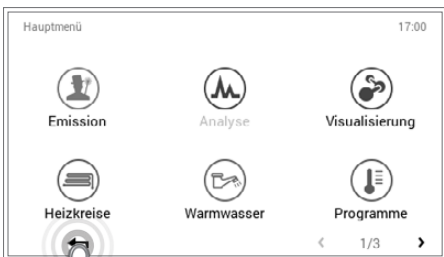 Hauptmenü 17:00
Emission Analyse Visualisierung
Heizkreise Warmwasser Programme
1/3